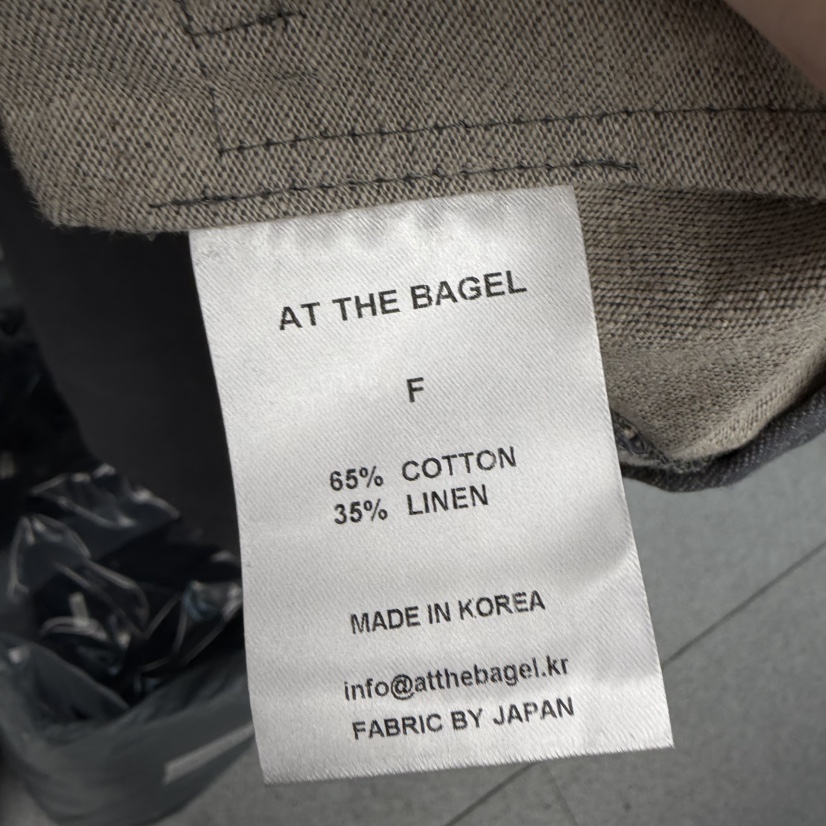 AT THE BAGEL
F
65% COTTON
35% LINEN
MADE IN KOREA
info@atthebagel.kr
FABRIC BY JAPAN